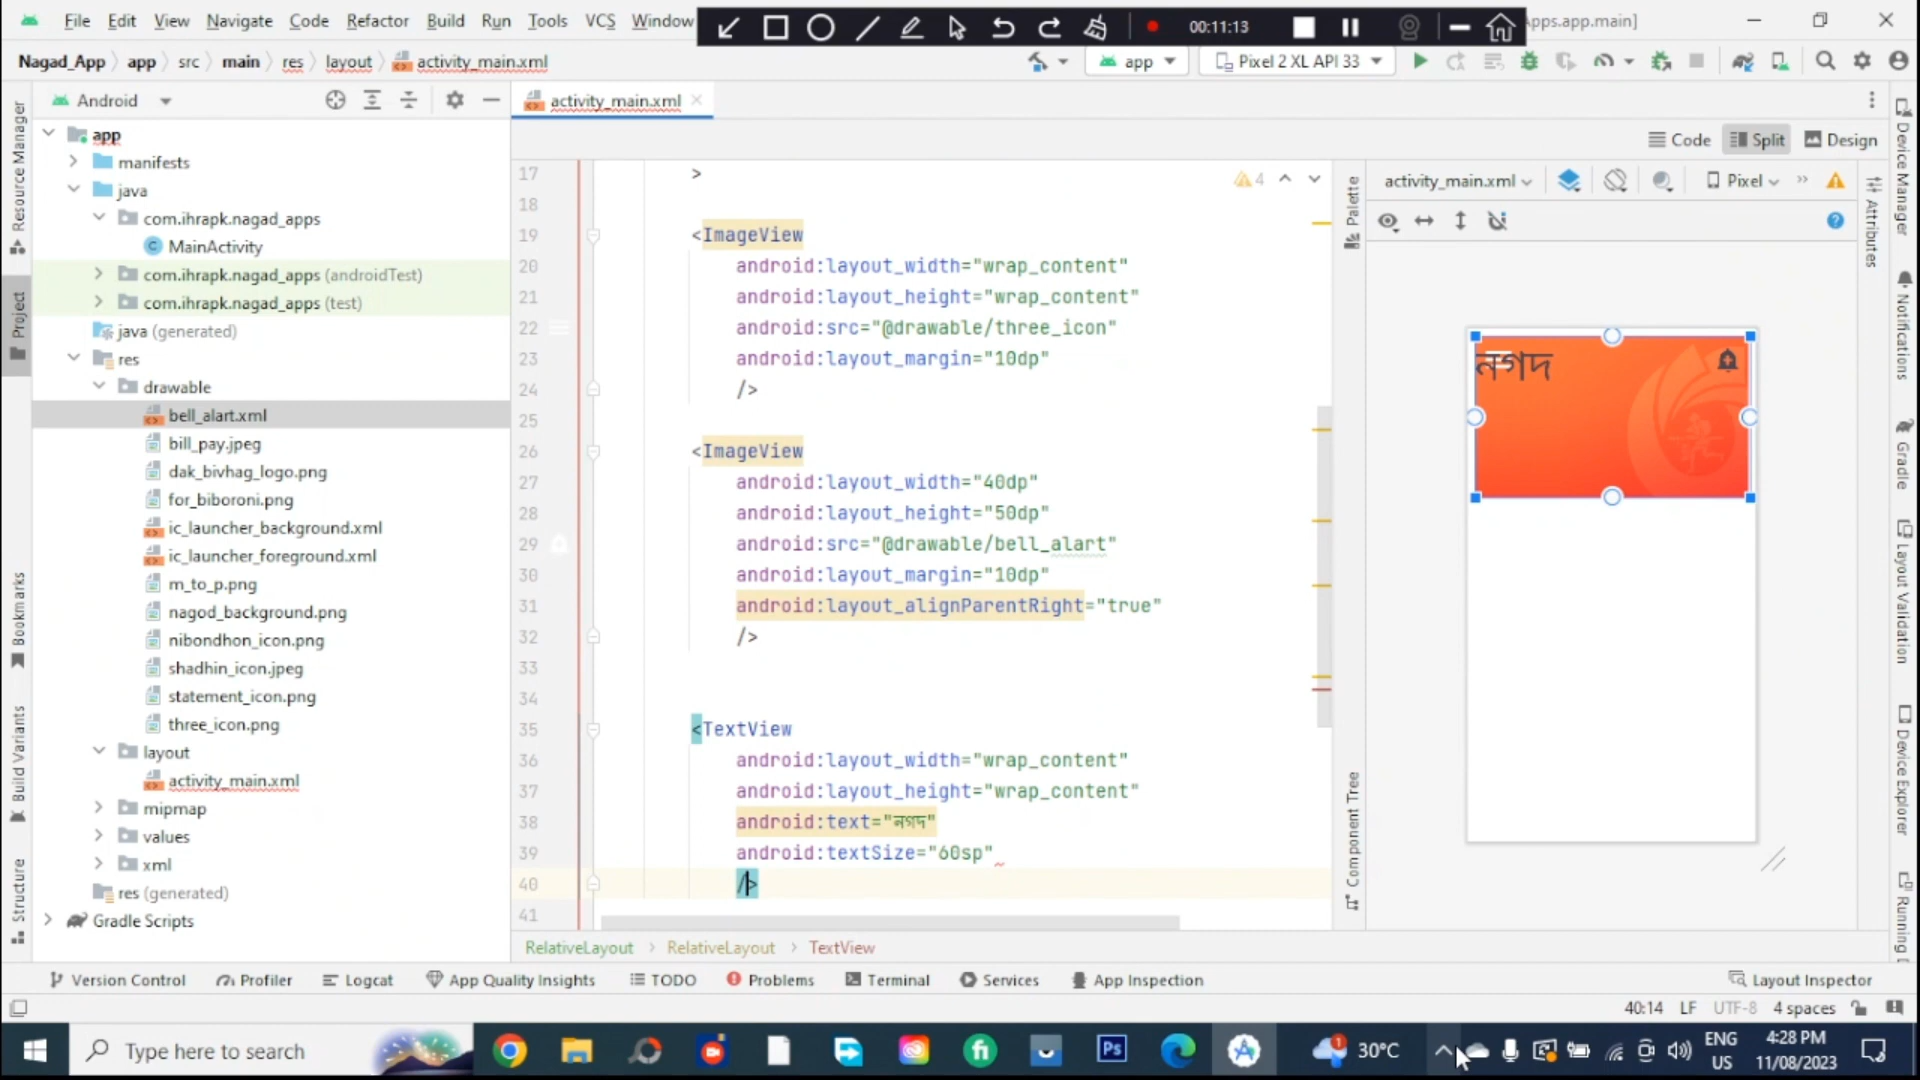 File Edit View Navigate Code Refactor Build Run Tools VCS Window
00:11:13
pps.app.main]
Nagad_App app src main res layout activity_main.xml
app Pixel 2 XL API 33
Android
activity_main.xml
Code Split Design
activity_main.xml Pixel
Resource Manager
Project
Bookmarks
Build Variants
Structure
app
manifests
java
com.ihrapk.nagad_apps
MainActivity
com.ihrapk.nagad_apps (androidTest)
com.ihrapk.nagad_apps (test)
java (generated)
res
drawable
bell_alart.xml
bill_pay.jpeg
dak_bivhag_logo.png
for_biboroni.png
ic_launcher_background.xml
ic_launcher_foreground.xml
m_to_p.png
nagod_background.png
nibondhon_icon.png
shadhin_icon.jpeg
statement_icon.png
three_icon.png
layout
activity_main.xml
mipmap
values
xml
res (generated)
Gradle Scripts
17 >
4
18
19 <ImageView
20 android:layout_width="wrap_content"
21 android:layout_height="wrap_content"
22 android:src="@drawable/three_icon"
23 android:layout_margin="10dp"
24 />
25
26 <ImageView
27 android:layout_width="40dp"
28 android:layout_height="50dp"
29 android:src="@drawable/bell_alart"
30 android:layout_margin="10dp"
31 android:layout_alignParentRight="true"
32 />
33
34
35 <TextView
36 android:layout_width="wrap_content"
37 android:layout_height="wrap_content"
38 android:text="নগদ"
39 android:textSize="60sp"
40 />
41
RelativeLayout RelativeLayout TextView
Palette
Component Tree
নগদ
Attributes
Device Manager
Notifications
Gradle
Layout Validation
Device Explorer
Running D
Version Control Profiler Logcat App Quality Insights TODO Problems Terminal Services App Inspection Layout Inspector
40:14 LF UTF-8 4 spaces
Type here to search
Ps
1
30°C
ENG
US
4:28 PM
11/08/2023